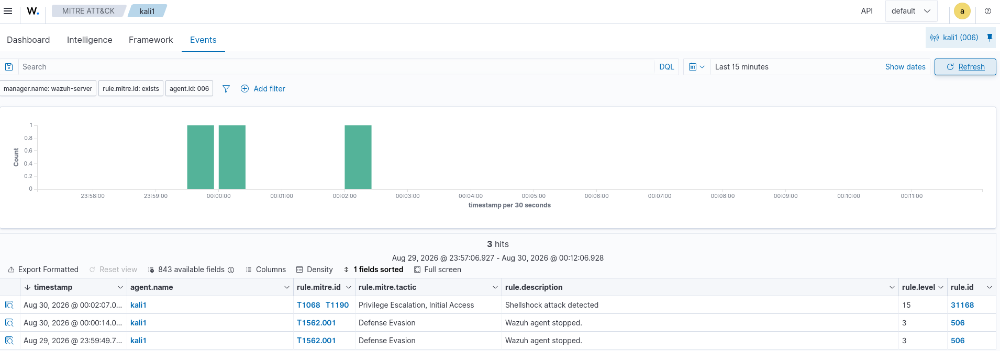 W. MITRE ATT&CK kali1 API default a
Dashboard Intelligence Framework Events kali1 (006)
Search DQL Last 15 minutes Show dates Refresh
manager.name: wazuh-server rule.mitre.id: exists agent.id: 006 Add filter
1
0.8
0.6
0.4
0.2
0
Count
23:58:00 23:59:00 00:00:00 00:01:00 00:02:00 00:03:00 00:04:00 00:05:00 00:06:00 00:07:00 00:08:00 00:09:00 00:10:00 00:11:00
timestamp per 30 seconds
3 hits
Aug 29, 2026 @ 23:57:06.927 - Aug 30, 2026 @ 00:12:06.928
Export Formatted Reset view 843 available fields Columns Density 1 fields sorted Full screen
timestamp agent.name rule.mitre.id rule.mitre.tactic rule.description rule.level rule.id
Aug 30, 2026 @ 00:02:07.0... kali1 T1068 T1190 Privilege Escalation, Initial Access Shellshock attack detected 15 31168
Aug 30, 2026 @ 00:00:14.0... kali1 T1562.001 Defense Evasion Wazuh agent stopped. 3 506
Aug 29, 2026 @ 23:59:49.7... kali1 T1562.001 Defense Evasion Wazuh agent stopped. 3 506